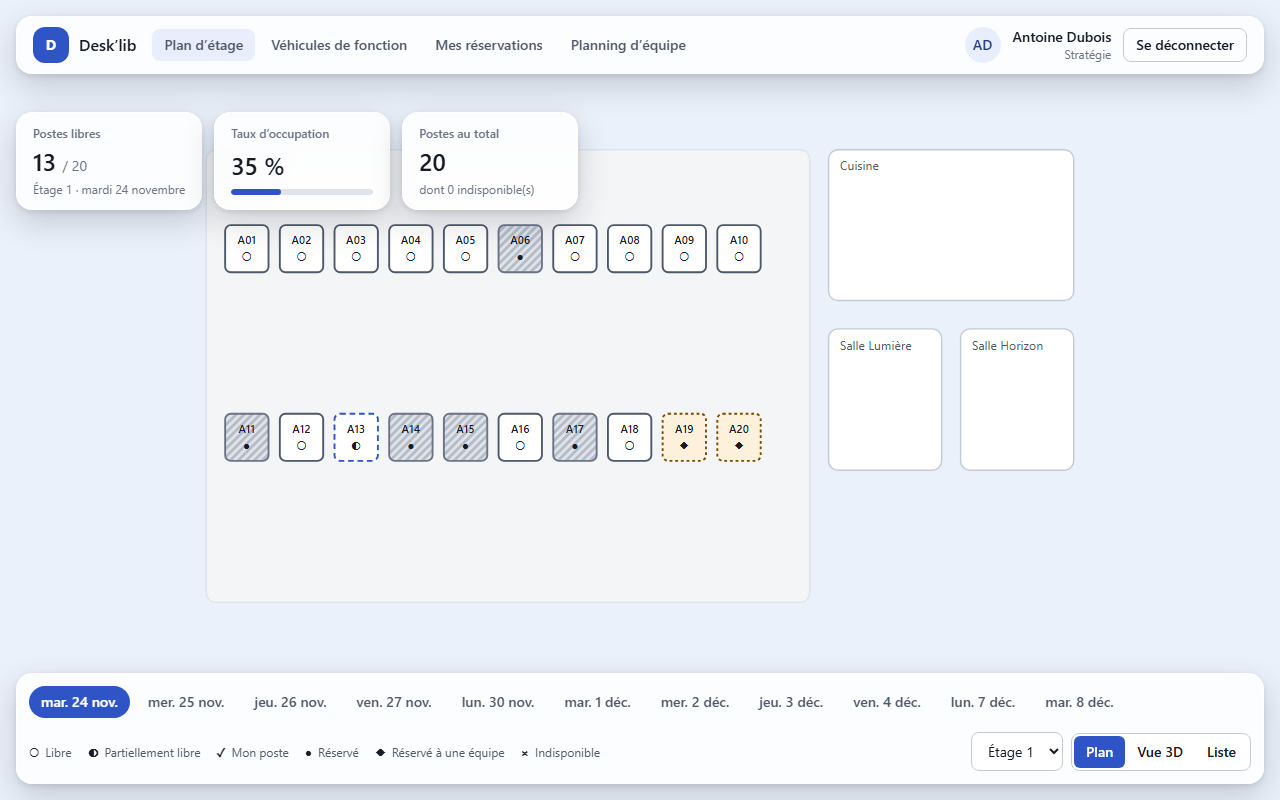 D
Desk’lib
Plan d’étage
Véhicules de fonction
Mes réservations
Planning d’équipe
AD
Antoine Dubois
Stratégie
Se déconnecter
Postes libres
13 / 20
Étage 1 · mardi 24 novembre
Taux d’occupation
35 %
Postes au total
20
dont 0 indisponible(s)
A01 A02 A03 A04 A05 A06 A07 A08 A09 A10
A11 A12 A13 A14 A15 A16 A17 A18 A19 A20
Cuisine
Salle Lumière
Salle Horizon
mar. 24 nov.
mer. 25 nov.
jeu. 26 nov.
ven. 27 nov.
lun. 30 nov.
mar. 1 déc.
mer. 2 déc.
jeu. 3 déc.
ven. 4 déc.
lun. 7 déc.
mar. 8 déc.
Libre
Partiellement libre
Mon poste
Réservé
Réservé à une équipe
Indisponible
Étage 1
Plan
Vue 3D
Liste